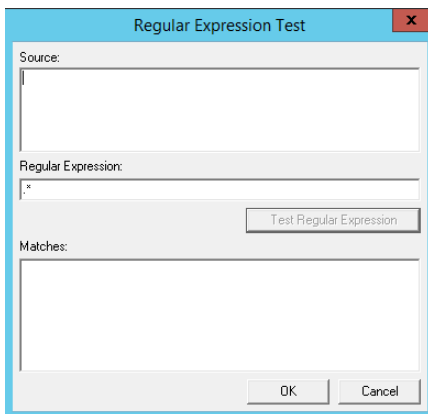 Regular Expression Test
x
Source:
Regular Expression:
.*
Test Regular Expression
Matches:
OK Cancel